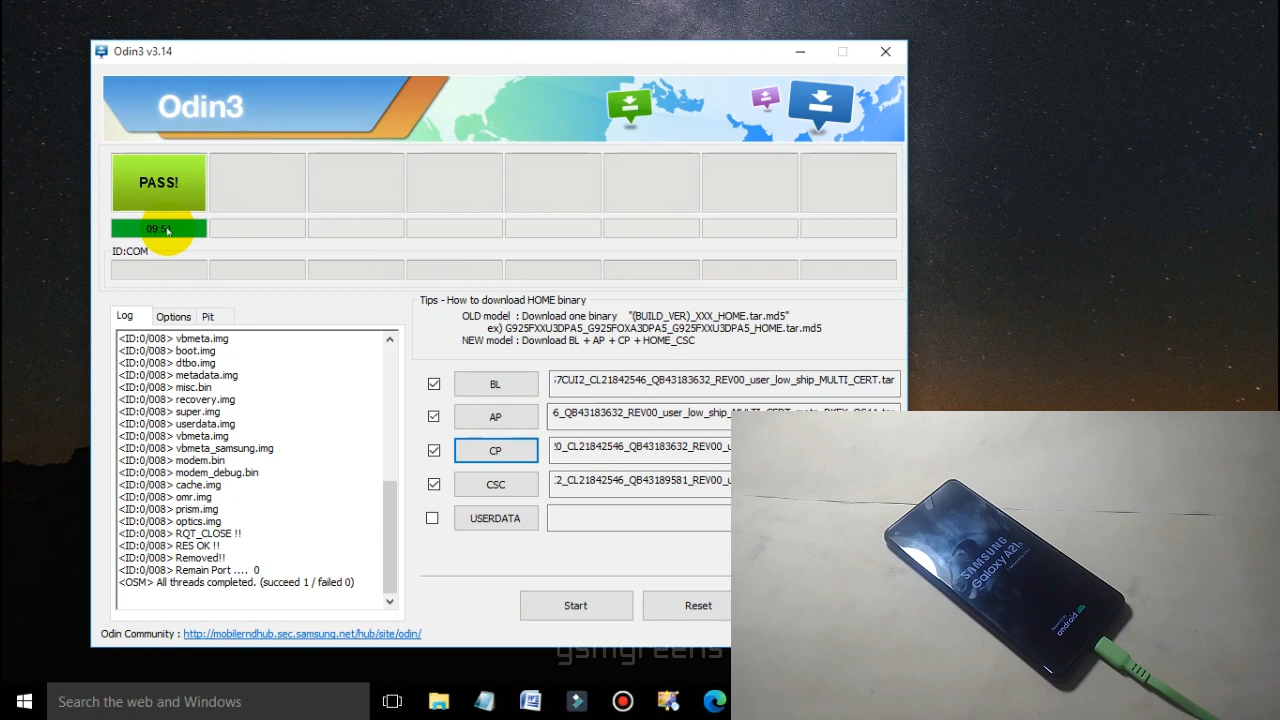 Odin3 v3.14
Odin3
PASS!
ID:COM
Log
Options
Pit
<ID:0/008> vbmeta.img
<ID:0/008> boot.img
<ID:0/008> dtbo.img
<ID:0/008> metadata.img
<ID:0/008> misc.bin
<ID:0/008> recovery.img
<ID:0/008> super.img
<ID:0/008> userdata.img
<ID:0/008> vbmeta.img
<ID:0/008> vbmeta_samsung.img
<ID:0/008> modem.bin
<ID:0/008> modem_debug.bin
<ID:0/008> cache.img
<ID:0/008> omr.img
<ID:0/008> prism.img
<ID:0/008> optics.img
<ID:0/008> RQT_CLOSE !!
<ID:0/008> RES OK !!
<ID:0/008> Removed!!
<ID:0/008> Remain Port .... 0
<OSM> All threads completed. (succeed 1 / failed 0)
Tips - How to download HOME binary
OLD model : Download one binary "(BUILD_VER)_XXX_HOME.tar.md5"
ex) G925FXXU3DPA5_G925FOXA3DPA5_G925FXXU3DPA5_HOME.tar.md5
NEW model : Download BL + AP + CP + HOME_CSC
BL
7CUI2_CL21842546_QB43183632_REV00_user_low_ship_MULTI_CERT.tar
AP
6_QB43183632_REV00_user_low_ship
CP
0_CL21842546_QB43183632_REV00_u
CSC
2_CL21842546_QB43189581_REV00_u
USERDATA
Start
Reset
Odin Community : http://mobilerndhub.sec.samsung.net/hub/site/odin/
gsmgreens
SAMSUNG
Galaxy A21s
android
Search the web and Windows